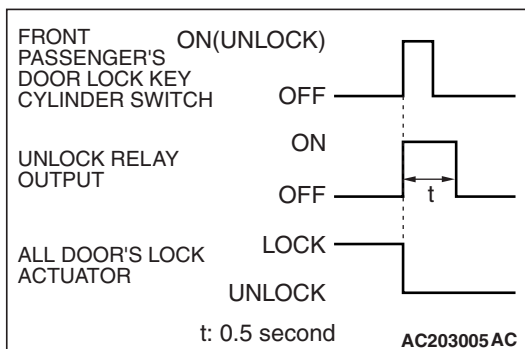 FRONT
PASSENGER'S
DOOR LOCK KEY
CYLINDER SWITCH
ON(UNLOCK)
OFF
UNLOCK RELAY
OUTPUT
ON
OFF
t
ALL DOOR'S LOCK
ACTUATOR
LOCK
UNLOCK
t: 0.5 second
AC203005AC